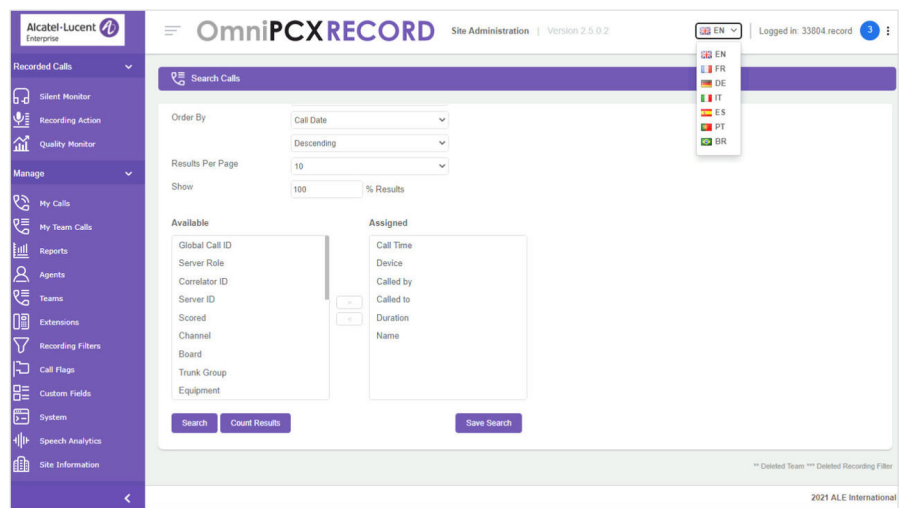 Alcatel·Lucent
Enterprise
OmniPCX RECORD
Site Administration | Version 2.5.0.2
EN
Logged in: 33804 record 3
EN
FR
DE
IT
ES
PT
BR
Recorded Calls
Silent Monitor
Recording Action
Quality Monitor
Manage
My Calls
My Team Calls
Reports
Agents
Teams
Extensions
Recording Filters
Call Flags
Custom Fields
System
Speech Analytics
Site Information
<
Search Calls
Order By
Call Date
Descending
Results Per Page
10
Show
100 % Results
Available
Global Call ID
Server Role
Correlator ID
Server ID
Scored
Channel
Board
Trunk Group
Equipment
>
<
Assigned
Call Time
Device
Called by
Called to
Duration
Name
Search
Count Results
Save Search
** Deleted Team *** Deleted Recording Filter
2021 ALE International